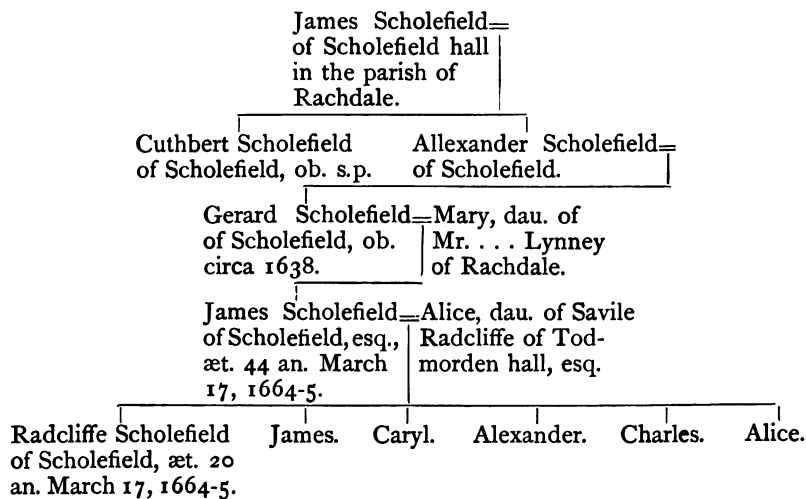 James Scholefield=
of Scholefield hall
in the parish of
Rachdale.
Cuthbert Scholefield
of Scholefield, ob. s.p.
Allexander Scholefield=
of Scholefield.
Gerard Scholefield=
of Scholefield, ob.
circa 1638.
Mary, dau. of
Mr. . . . Lynney
of Rachdale.
James Scholefield=
of Scholefield, esq.,
æt. 44 an. March
17, 1664-5.
Alice, dau. of Savile
Radcliffe of Tod-
morden hall, esq.
Radcliffe Scholefield
of Scholefield, æt. 20
an. March 17, 1664-5.
James.
Caryl.
Alexander.
Charles.
Alice.